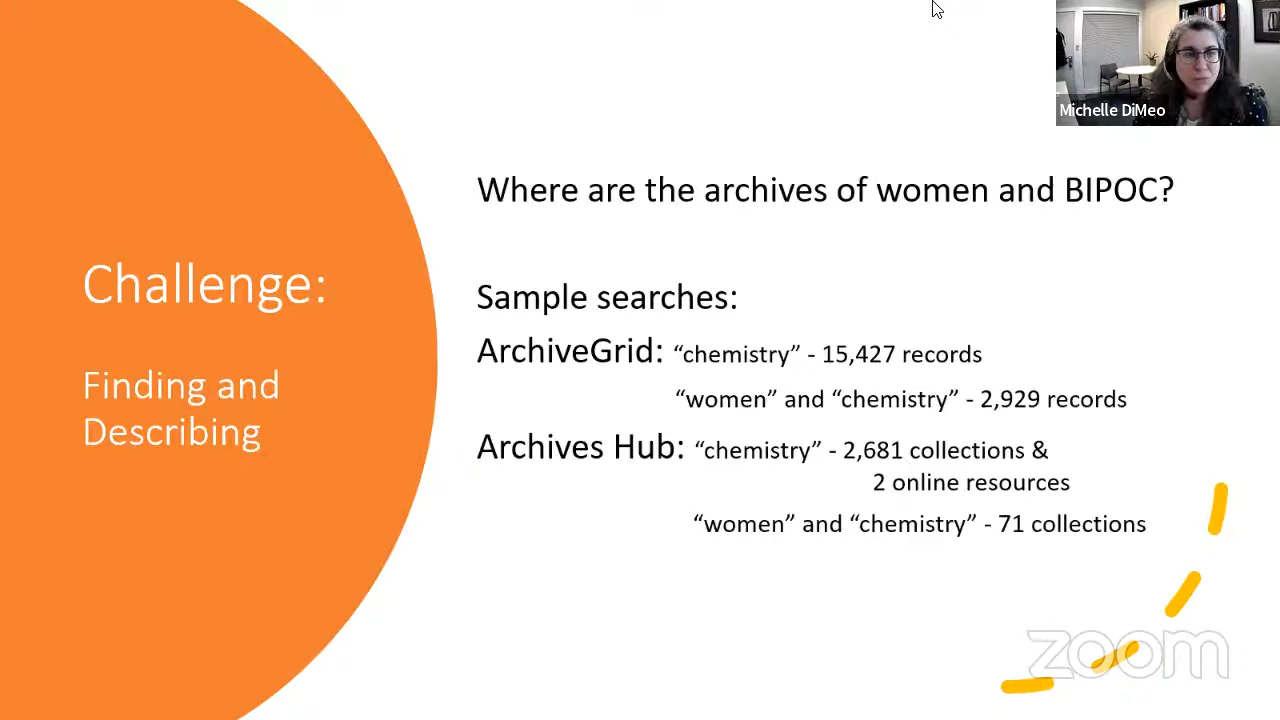 Michelle DiMeo
Where are the archives of women and BIPOC?
Challenge:
Finding and
Describing
Sample searches:
ArchiveGrid: “chemistry” - 15,427 records
“women” and “chemistry” - 2,929 records
Archives Hub: “chemistry” - 2,681 collections &
2 online resources
“women” and “chemistry” - 71 collections
zoom